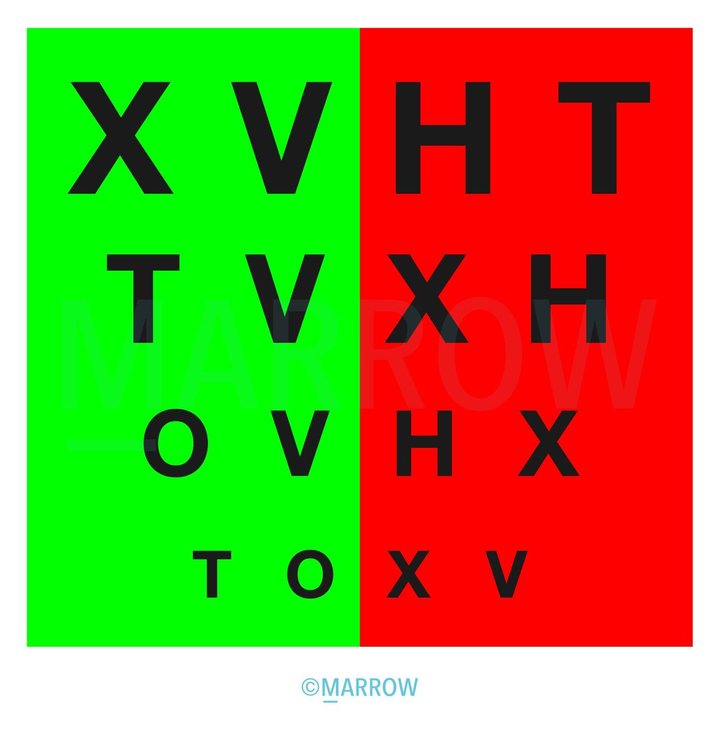 X V H T
T V X H
MARROW
O V H X
T O X V
©MARROW